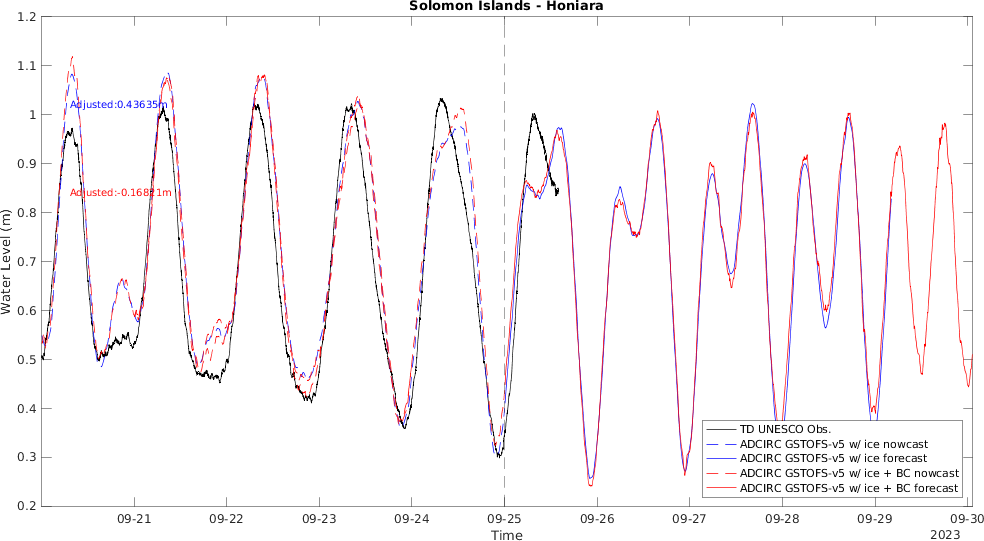 Solomon Islands - Honiara
1.2
1.1
1
0.9
0.8
0.7
0.6
0.5
0.4
0.3
0.2
Water Level (m)
Adjusted:0.43635m
Adjusted:-0.16821m
TD UNESCO Obs.
ADCIRC GSTOFS-v5 w/ ice nowcast
ADCIRC GSTOFS-v5 w/ ice forecast
ADCIRC GSTOFS-v5 w/ ice + BC nowcast
ADCIRC GSTOFS-v5 w/ ice + BC forecast
09-21 09-22 09-23 09-24 09-25 09-26 09-27 09-28 09-29 09-30
Time
2023